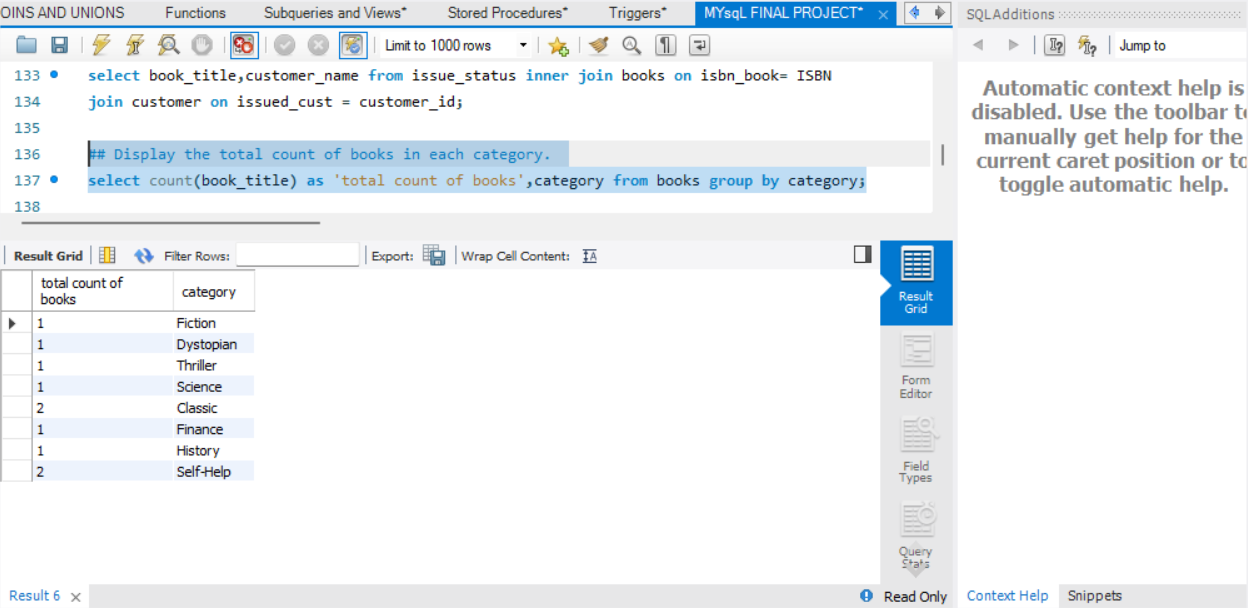 OINS AND UNIONS Functions Subqueries and Views* Stored Procedures* Triggers* MYsqL FINAL PROJECT* SQLAdditions
Limit to 1000 rows Jump to
133 select book_title,customer_name from issue_status inner join books on isbn_book= ISBN
134 join customer on issued_cust = customer_id;
135
136 ## Display the total count of books in each category.
137 select count(book_title) as 'total count of books',category from books group by category;
138
Automatic context help is
disabled. Use the toolbar to
manually get help for the
current caret position or to
toggle automatic help.
Result Grid Filter Rows: Export: Wrap Cell Content:
total count of
books category
1 Fiction
1 Dystopian
1 Thriller
1 Science
2 Classic
1 Finance
1 History
2 Self-Help
Result
Grid
Form
Editor
Field
Types
Query
Stats
Result 6 Read Only Context Help Snippets